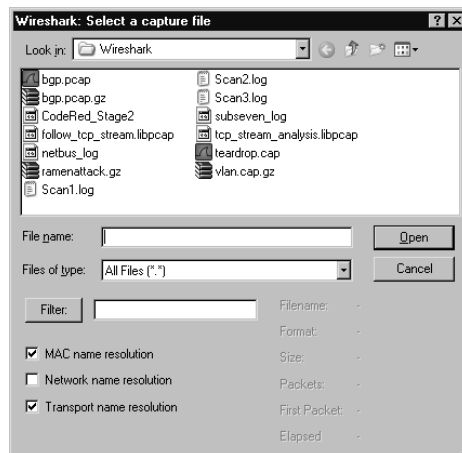 Wireshark: Select a capture file
Look in: Wireshark
bgp.pcap
bgp.pcap.gz
CodeRed_Stage2
follow_tcp_stream.libpcap
netbus_log
ramenattack.gz
Scan1.log
Scan2.log
Scan3.log
subseven_log
tcp_stream_analysis.libpcap
teardrop.cap
vlan.cap.gz
File name:
Open
Files of type: All Files (*.*)
Cancel
Filter:
Filename: -
Format: -
Size: -
Packets: -
First Packet: -
Elapsed -
MAC name resolution
Network name resolution
Transport name resolution